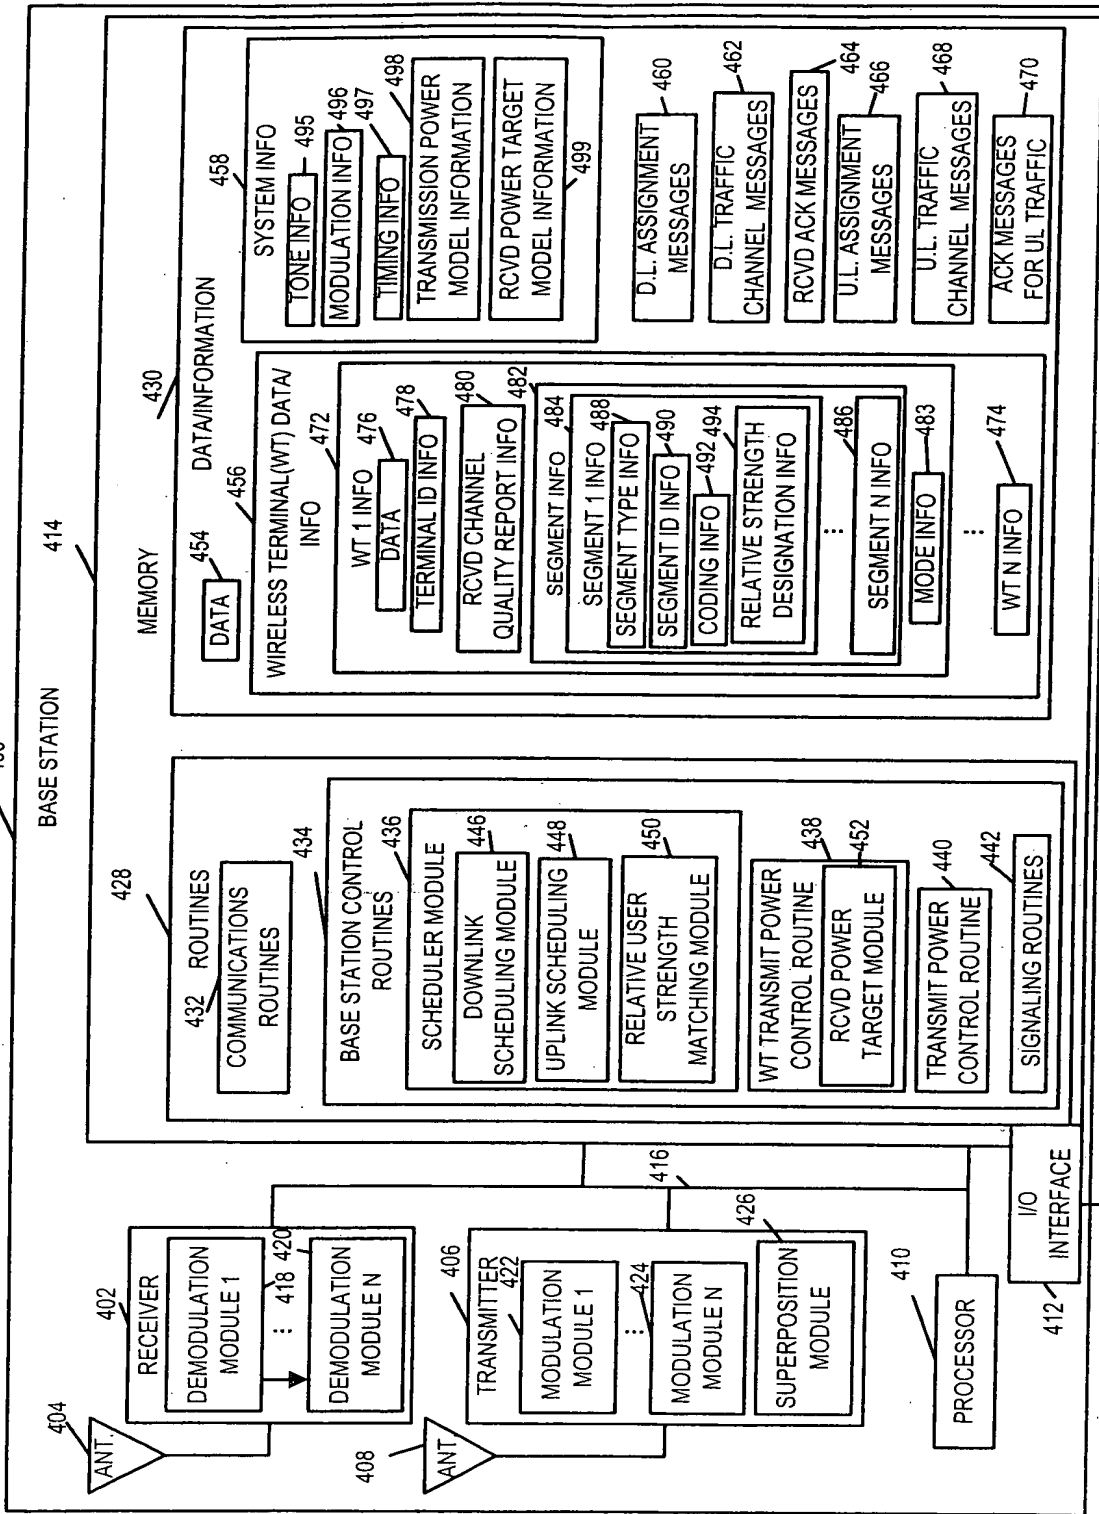 BASE STATION
414
MEMORY
404
ANT.
402
RECEIVER
DEMODULATION
MODULE 1
418
420
DEMODULATION
MODULE N
408
ANT.
406
TRANSMITTER
422
MODULATION
MODULE 1
424
MODULATION
MODULE N
426
SUPERPOSITION
MODULE
416
410
PROCESSOR
412
I/O
INTERFACE
428
ROUTINES
432
COMMUNICATIONS
ROUTINES
434
BASE STATION CONTROL
ROUTINES
436
SCHEDULER MODULE
446
DOWNLINK
SCHEDULING MODULE
448
UPLINK SCHEDULING
MODULE
450
RELATIVE USER
STRENGTH
MATCHING MODULE
438
WT TRANSMIT POWER
CONTROL ROUTINE
452
RCVD POWER
TARGET MODULE
440
TRANSMIT POWER
CONTROL ROUTINE
442
SIGNALING ROUTINES
430
DATA/INFORMATION
454
DATA
456
WIRELESS TERMINAL(WT) DATA/
INFO
472
WT 1 INFO
476
DATA
478
TERMINAL ID INFO
480
RCVD CHANNEL
QUALITY REPORT INFO
482
SEGMENT INFO
484
SEGMENT 1 INFO
488
SEGMENT TYPE INFO
490
SEGMENT ID INFO
492
CODING INFO
494
RELATIVE STRENGTH
DESIGNATION INFO
486
SEGMENT N INFO
483
MODE INFO
474
WT N INFO
458
SYSTEM INFO
495
TONE INFO
496
MODULATION INFO
497
TIMING INFO
498
TRANSMISSION POWER
MODEL INFORMATION
RCVD POWER TARGET
MODEL INFORMATION
499
460
D.L. ASSIGNMENT
MESSAGES
462
D.L. TRAFFIC
CHANNEL MESSAGES
464
RCVD ACK MESSAGES
466
U.L. ASSIGNMENT
MESSAGES
468
U.L. TRAFFIC
CHANNEL MESSAGES
470
ACK MESSAGES
FOR UL TRAFFIC